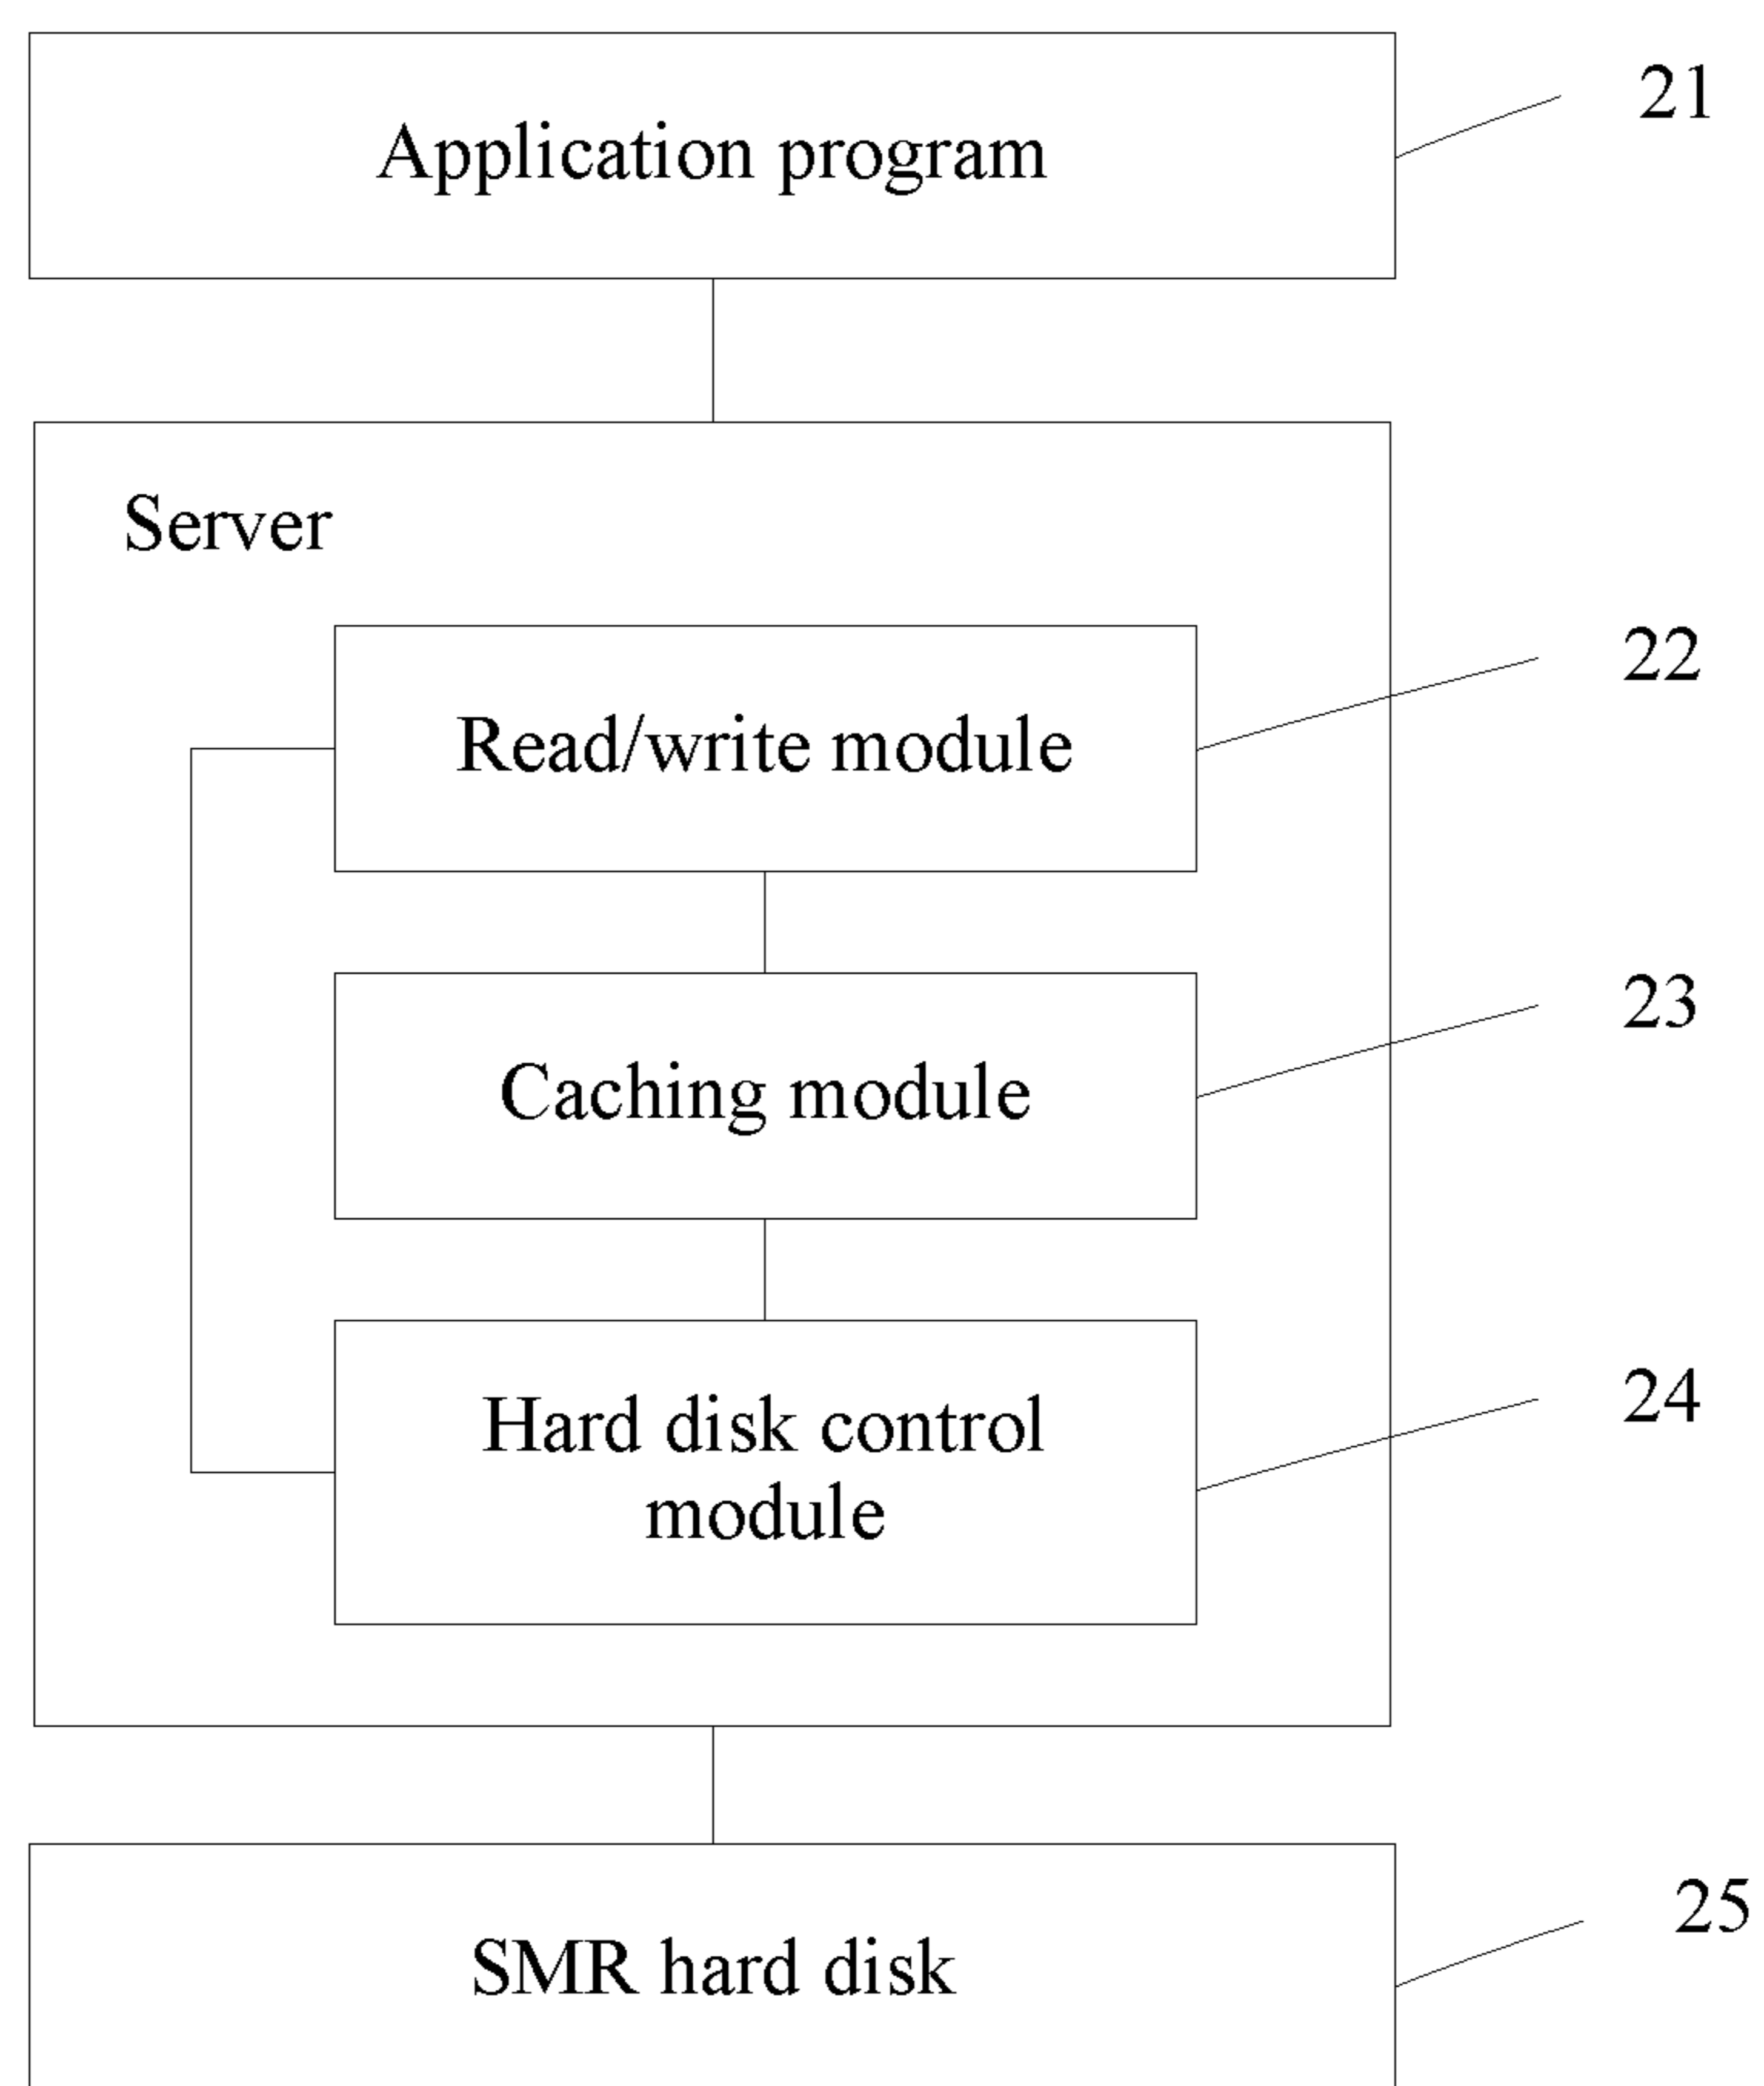 Application program
21
Server
Read/write module
22
Caching module
23
Hard disk control
module
24
SMR hard disk
25